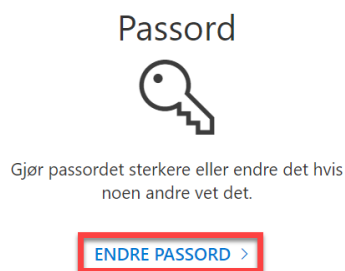 Passord
Gjør passordet sterkere eller endre det hvis
noen andre vet det.
ENDRE PASSORD >